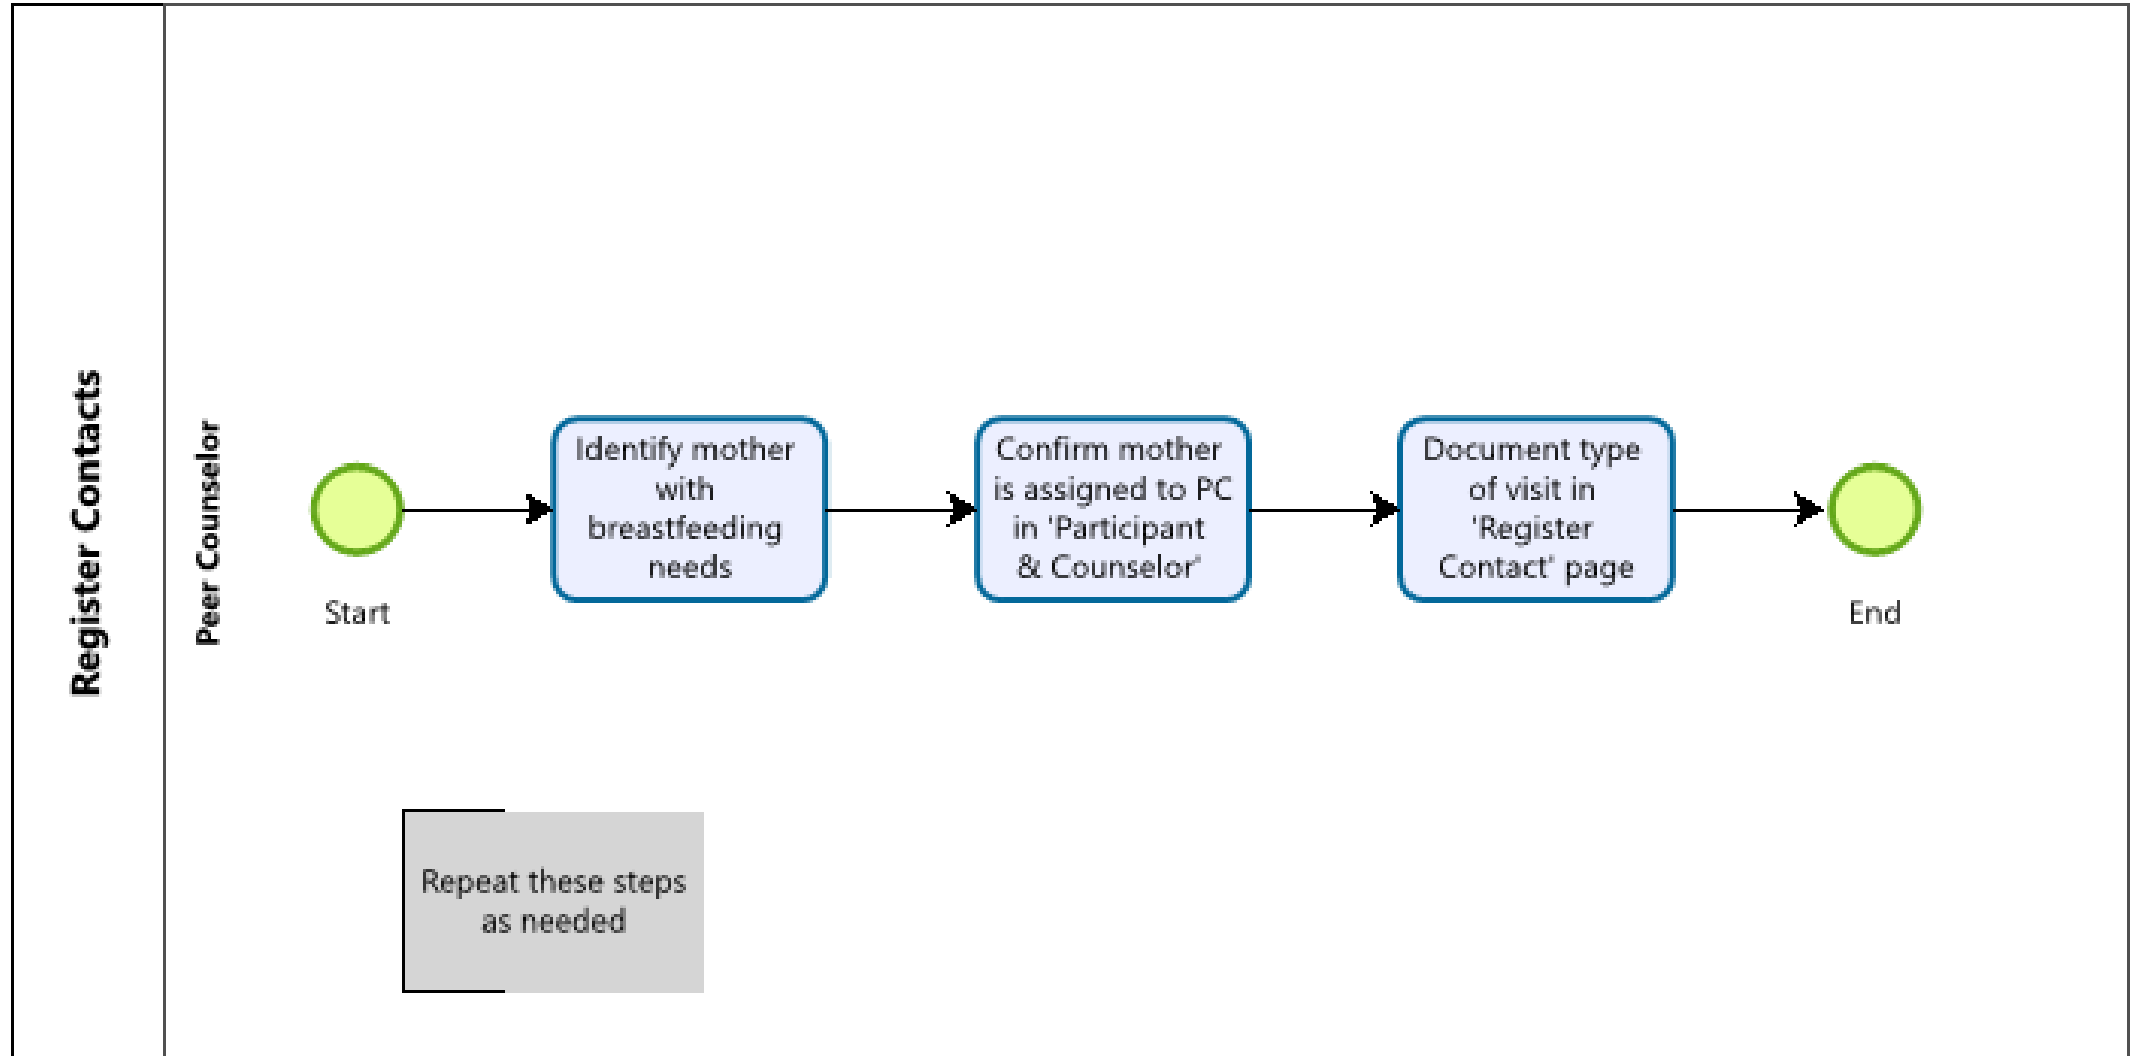 Register Contacts
Peer Counselor
Start
Identify mother
with
breastfeeding
needs
Confirm mother
is assigned to PC
in 'Participant
& Counselor'
Document type
of visit in
'Register
Contact' page
End
Repeat these steps
as needed